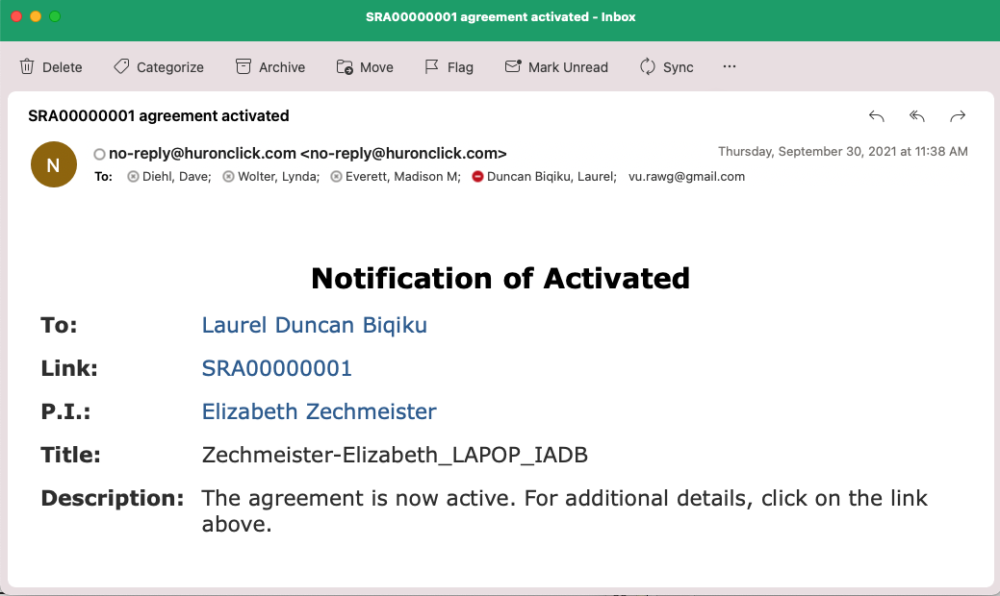 SRA00000001 agreement activated - Inbox
Delete Categorize Archive Move Flag Mark Unread Sync ...
SRA00000001 agreement activated
N
no-reply@huronclick.com <no-reply@huronclick.com>
Thursday, September 30, 2021 at 11:38 AM
To: Diehl, Dave; Wolter, Lynda; Everett, Madison M; Duncan Biqiku, Laurel; vu.rawg@gmail.com
Notification of Activated
To: Laurel Duncan Biqiku
Link: SRA00000001
P.I.: Elizabeth Zechmeister
Title: Zechmeister-Elizabeth_LAPOP_IADB
Description: The agreement is now active. For additional details, click on the link
above.